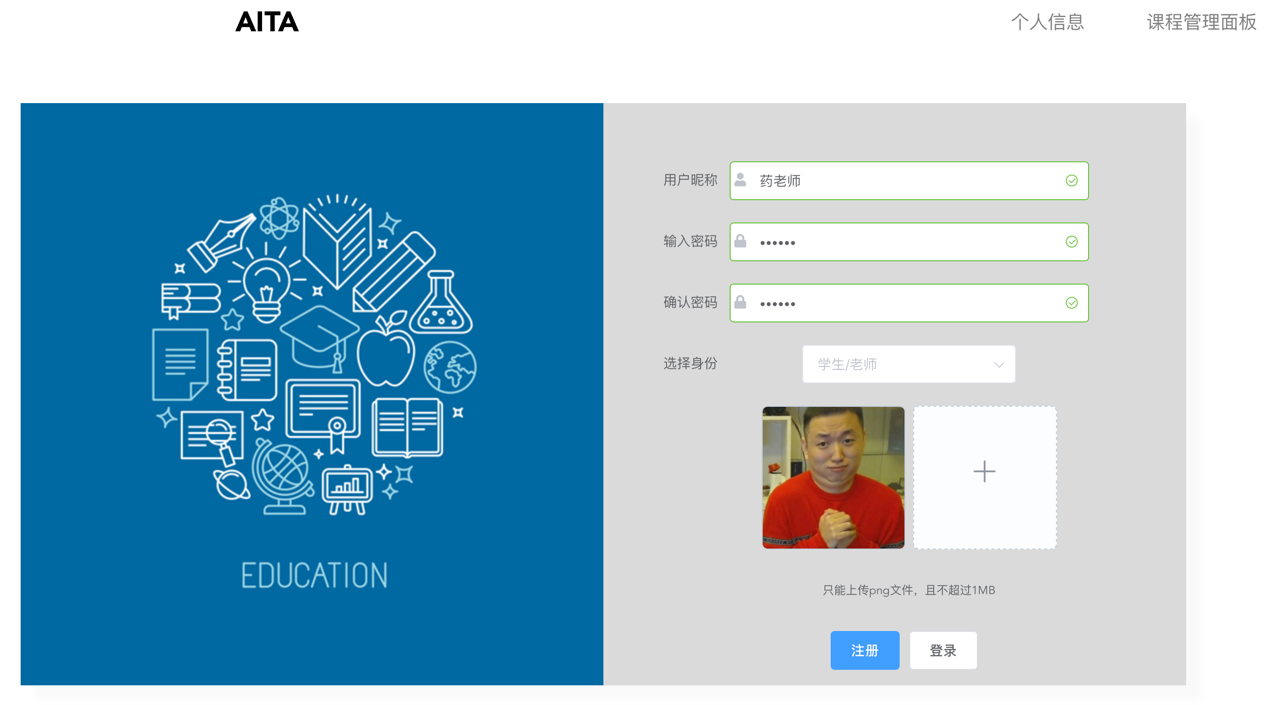 AITA
个人信息
课程管理面板
EDUCATION
用户昵称
药老师
输入密码
••••••
确认密码
••••••
选择身份
学生/老师
只能上传png文件，且不超过1MB
注册
登录